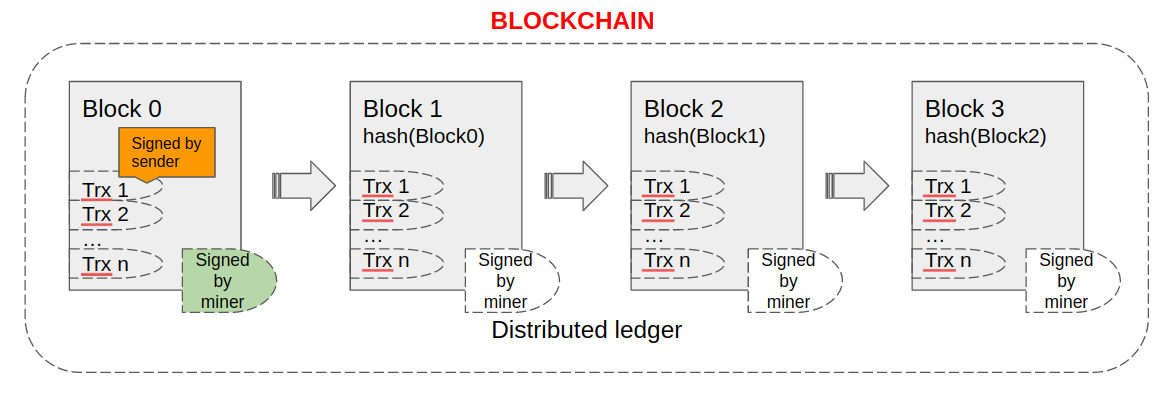 BLOCKCHAIN
Block 0
Signed by
sender
Trx 1
Trx 2
...
Trx n
Signed
by
miner
Block 1
hash(Block0)
Trx 1
Trx 2
...
Trx n
Signed
by
miner
Block 2
hash(Block1)
Trx 1
Trx 2
...
Trx n
Signed
by
miner
Block 3
hash(Block2)
Trx 1
Trx 2
...
Trx n
Signed
by
miner
Distributed ledger